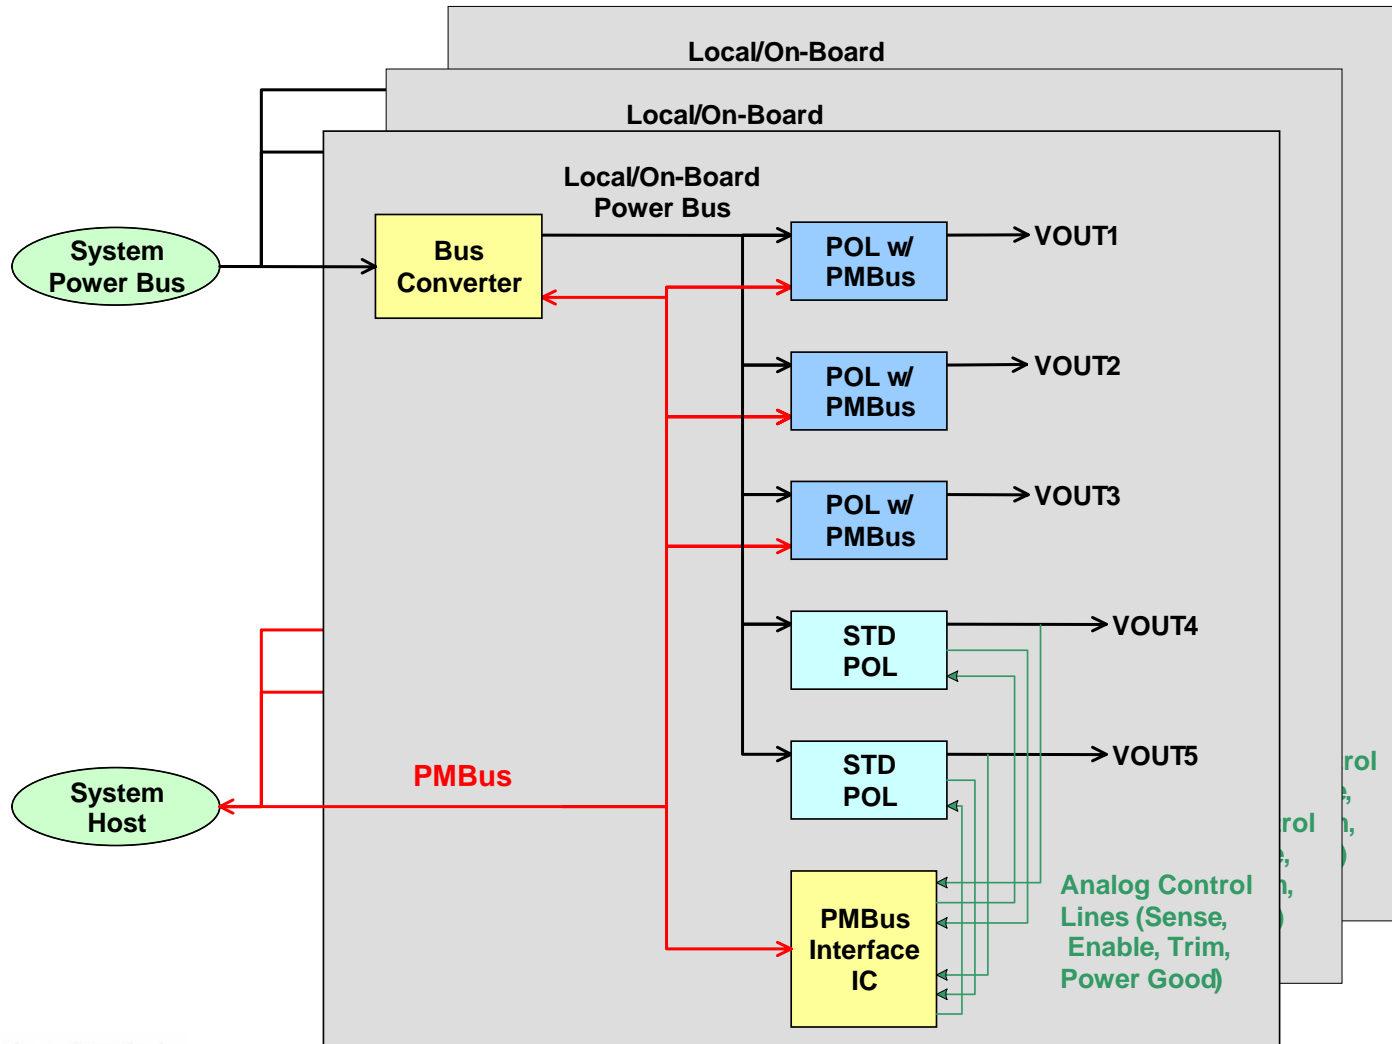 Local/On-Board
Local/On-Board
Local/On-Board
Power Bus
System
Power Bus
Bus
Converter
POL w/
PMBus
VOUT1
POL w/
PMBus
VOUT2
POL w/
PMBus
VOUT3
STD
POL
VOUT4
STD
POL
VOUT5
PMBus
System
Host
PMBus
Interface
IC
Analog Control
Lines (Sense,
Enable, Trim,
Power Good)